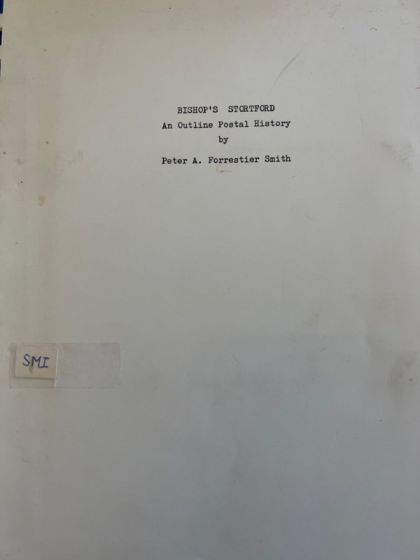 BISHOP'S STORTFORD
An Outline Postal History
by
Peter A. Forrestier Smith
SMI